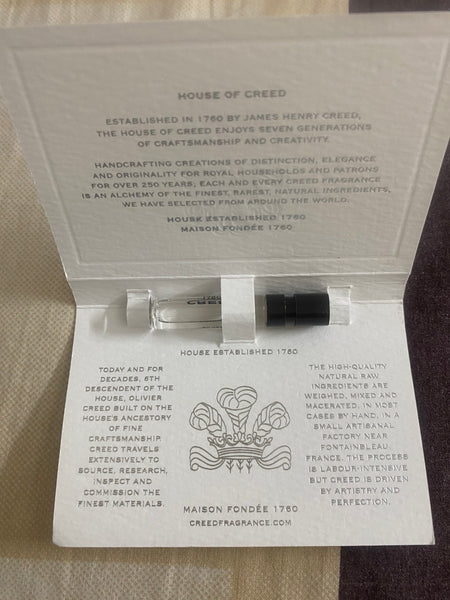 HOUSE OF CREED
ESTABLISHED IN 1760 BY JAMES HENRY CREED,
THE HOUSE OF CREED ENJOYS SEVEN GENERATIONS
OF CRAFTSMANSHIP AND CREATIVITY.
HANDCRAFTING CREATIONS OF DISTINCTION, ELEGANCE
AND ORIGINALITY FOR ROYAL HOUSEHOLDS AND PATRONS
FOR OVER 250 YEARS, EACH AND EVERY CREED FRAGRANCE
IS AN ALCHEMY OF THE FINEST, RAREST, NATURAL INGREDIENTS,
WE HAVE SELECTED FROM AROUND THE WORLD.
HOUSE ESTABLISHED 1760
MAISON FONDÉE 1760
1760
CREED
HOUSE ESTABLISHED 1760
TODAY AND FOR
DECADES, 6TH
DESCENDENT OF THE
HOUSE, OLIVIER
CREED BUILT ON THE
HOUSE'S ANCESTORY
OF FINE
CRAFTSMANSHIP.
CREED TRAVELS
EXTENSIVELY TO
SOURCE, RESEARCH,
INSPECT AND
COMMISSION THE
FINEST MATERIALS.
THE HIGH-QUALITY
NATURAL RAW
INGREDIENTS ARE
WEIGHED, MIXED AND
MACERATED, IN MOST
CASES BY HAND, IN A
SMALL ARTISANAL
FACTORY NEAR
FONTAINBLEAU,
FRANCE. THE PROCESS
IS LABOUR-INTENSIVE
BUT CREED IS DRIVEN
BY ARTISTRY AND
PERFECTION.
MAISON FONDÉE 1760
CREEDFRAGRANCE.COM